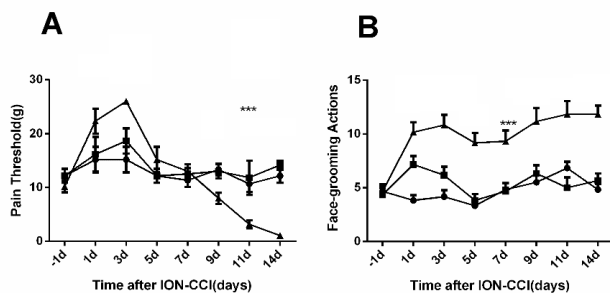 A
Pain Threshold(g)
30
20
10
0
***
-1d 1d 3d 5d 7d 9d 11d 14d
Time after ION-CCI(days)
B
Face-grooming Actions
15
10
5
0
***
-1d 1d 3d 5d 7d 9d 11d 14d
Time after ION-CCI(days)